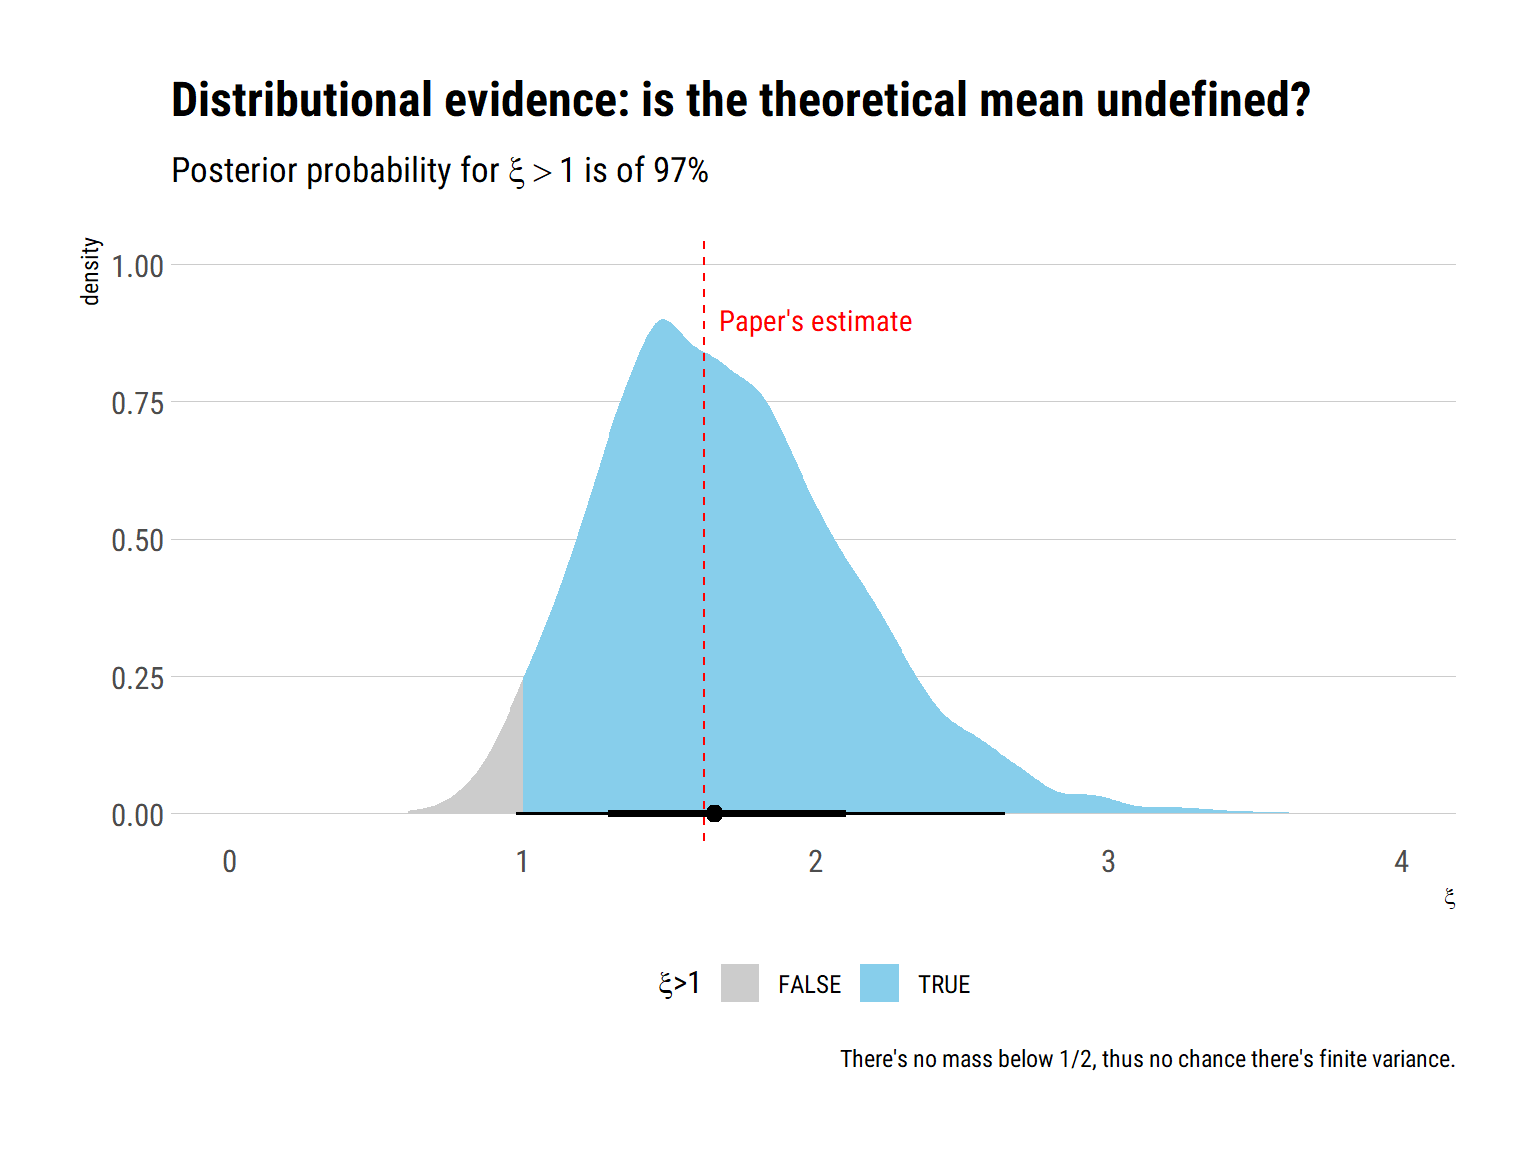 Distributional evidence: is the theoretical mean undefined?
Posterior probability for ξ > 1 is of 97%
density
1.00
0.75
0.50
0.25
0.00
Paper's estimate
0 1 2 3 4
ξ
ξ>1 FALSE TRUE
There's no mass below 1/2, thus no chance there's finite variance.